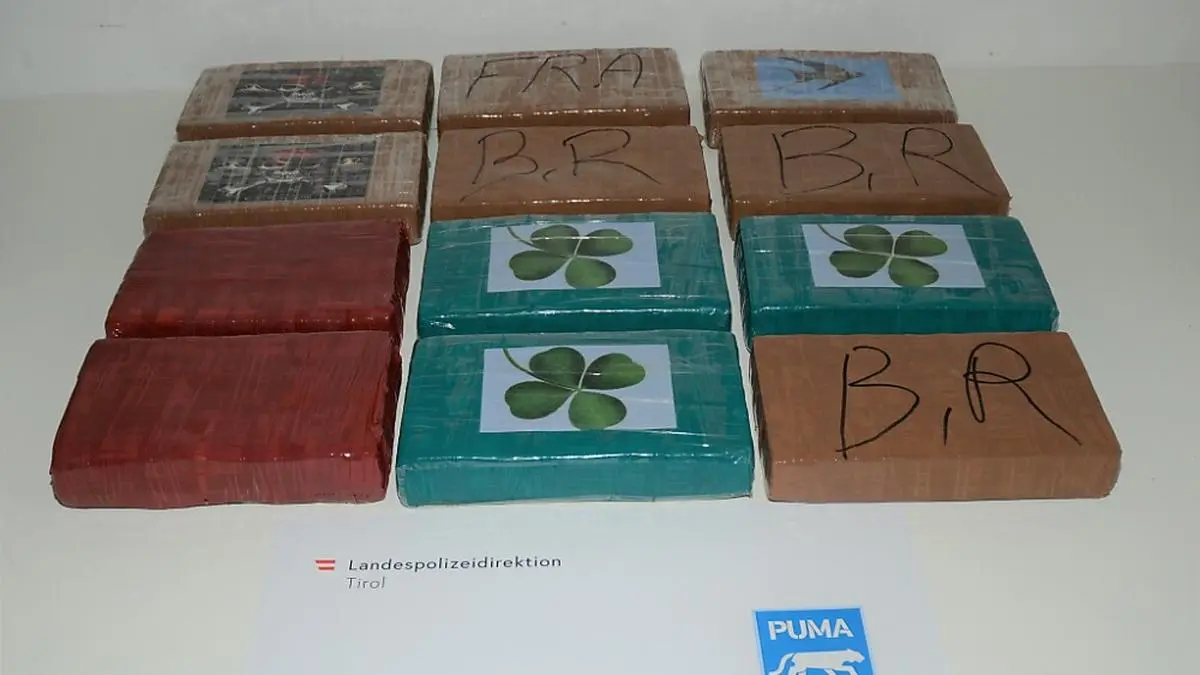 FRA
B.R
B.R
B.R
Landespolizeidirektion
Tirol
PUMA